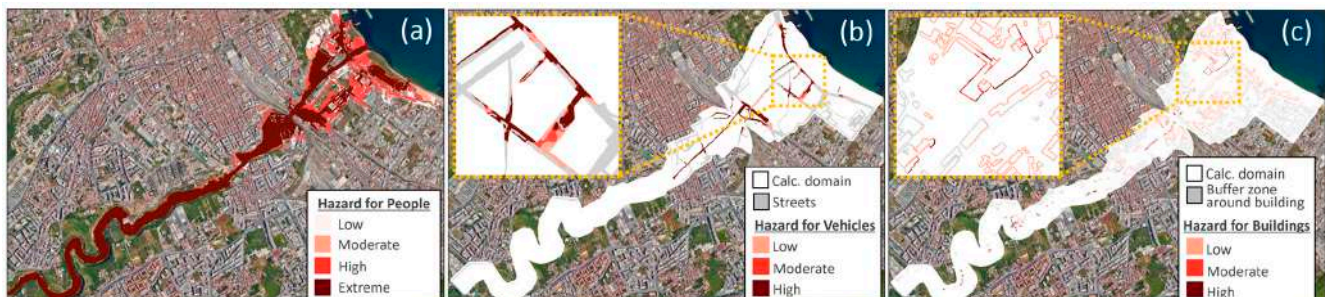 (a)
Hazard for People
Low
Moderate
High
Extreme
(b)
Calc. domain
Streets
Hazard for Vehicles
Low
Moderate
High
(c)
Calc. domain
Buffer zone
around building
Hazard for Buildings
Low
Moderate
High